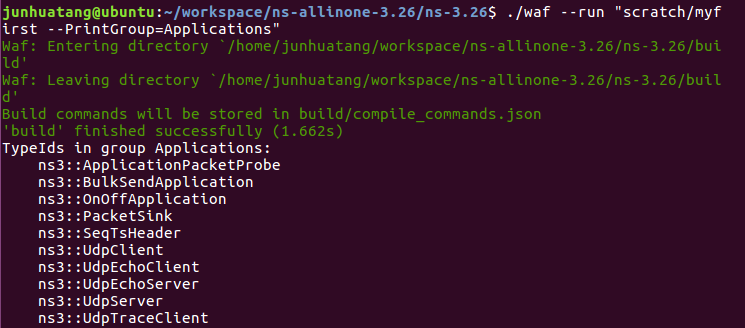 junhuatang@ubuntu:~/workspace/ns-allinone-3.26/ns-3.26$ ./waf --run "scratch/myf
irst --PrintGroup=Applications"
Waf: Entering directory `/home/junhuatang/workspace/ns-allinone-3.26/ns-3.26/bui
ld'
Waf: Leaving directory `/home/junhuatang/workspace/ns-allinone-3.26/ns-3.26/buil
d'
Build commands will be stored in build/compile_commands.json
'build' finished successfully (1.662s)
TypeIds in group Applications:
    ns3::ApplicationPacketProbe
    ns3::BulkSendApplication
    ns3::OnOffApplication
    ns3::PacketSink
    ns3::SeqTsHeader
    ns3::UdpClient
    ns3::UdpEchoClient
    ns3::UdpEchoServer
    ns3::UdpServer
    ns3::UdpTraceClient